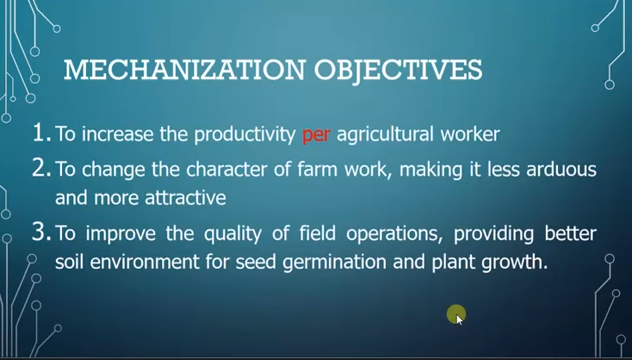 MECHANIZATION OBJECTIVES
1. To increase the productivity per agricultural worker
2. To change the character of farm work, making it less arduous
and more attractive
3. To improve the quality of field operations, providing better
soil environment for seed germination and plant growth.